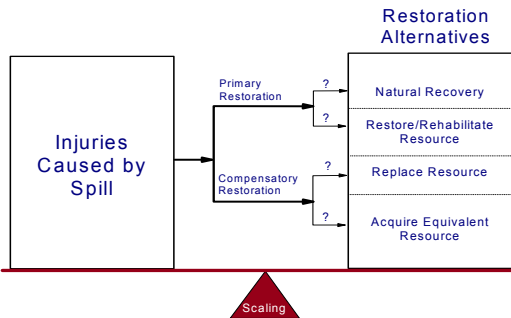 Restoration
Alternatives
Injuries
Caused by
Spill
Primary
Restoration
Compensatory
Restoration
?
?
?
?
Natural Recovery
Restore/Rehabilitate
Resource
Replace Resource
Acquire Equivalent
Resource
Scaling